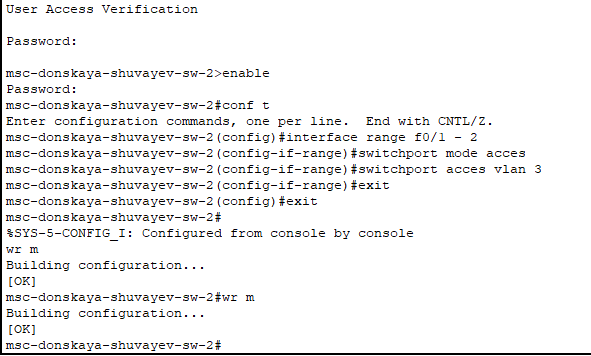 User Access Verification
Password:
msc-donskaya-shuvayev-sw-2>enable
Password:
msc-donskaya-shuvayev-sw-2#conf t
Enter configuration commands, one per line.  End with CNTL/Z.
msc-donskaya-shuvayev-sw-2(config)#interface range f0/1 - 2
msc-donskaya-shuvayev-sw-2(config-if-range)#switchport mode acces
msc-donskaya-shuvayev-sw-2(config-if-range)#switchport acces vlan 3
msc-donskaya-shuvayev-sw-2(config-if-range)#exit
msc-donskaya-shuvayev-sw-2(config)#exit
msc-donskaya-shuvayev-sw-2#
%SYS-5-CONFIG_I: Configured from console by console
wr m
Building configuration...
[OK]
msc-donskaya-shuvayev-sw-2#wr m
Building configuration...
[OK]
msc-donskaya-shuvayev-sw-2#